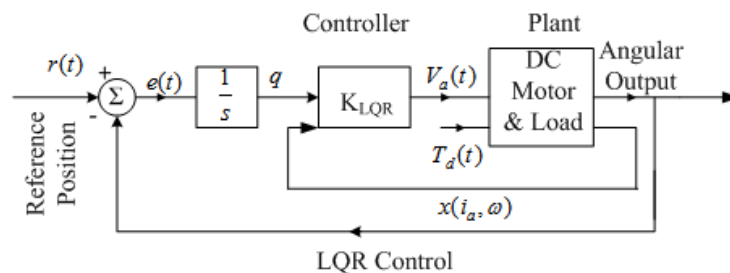 Controller
Plant
r(t)
+
Σ
-
e(t)
1
s
q
K_LQR
V_a(t)
T_d(t)
DC
Motor
& Load
Angular
Output
Reference
Position
x(i_a, ω)
LQR Control